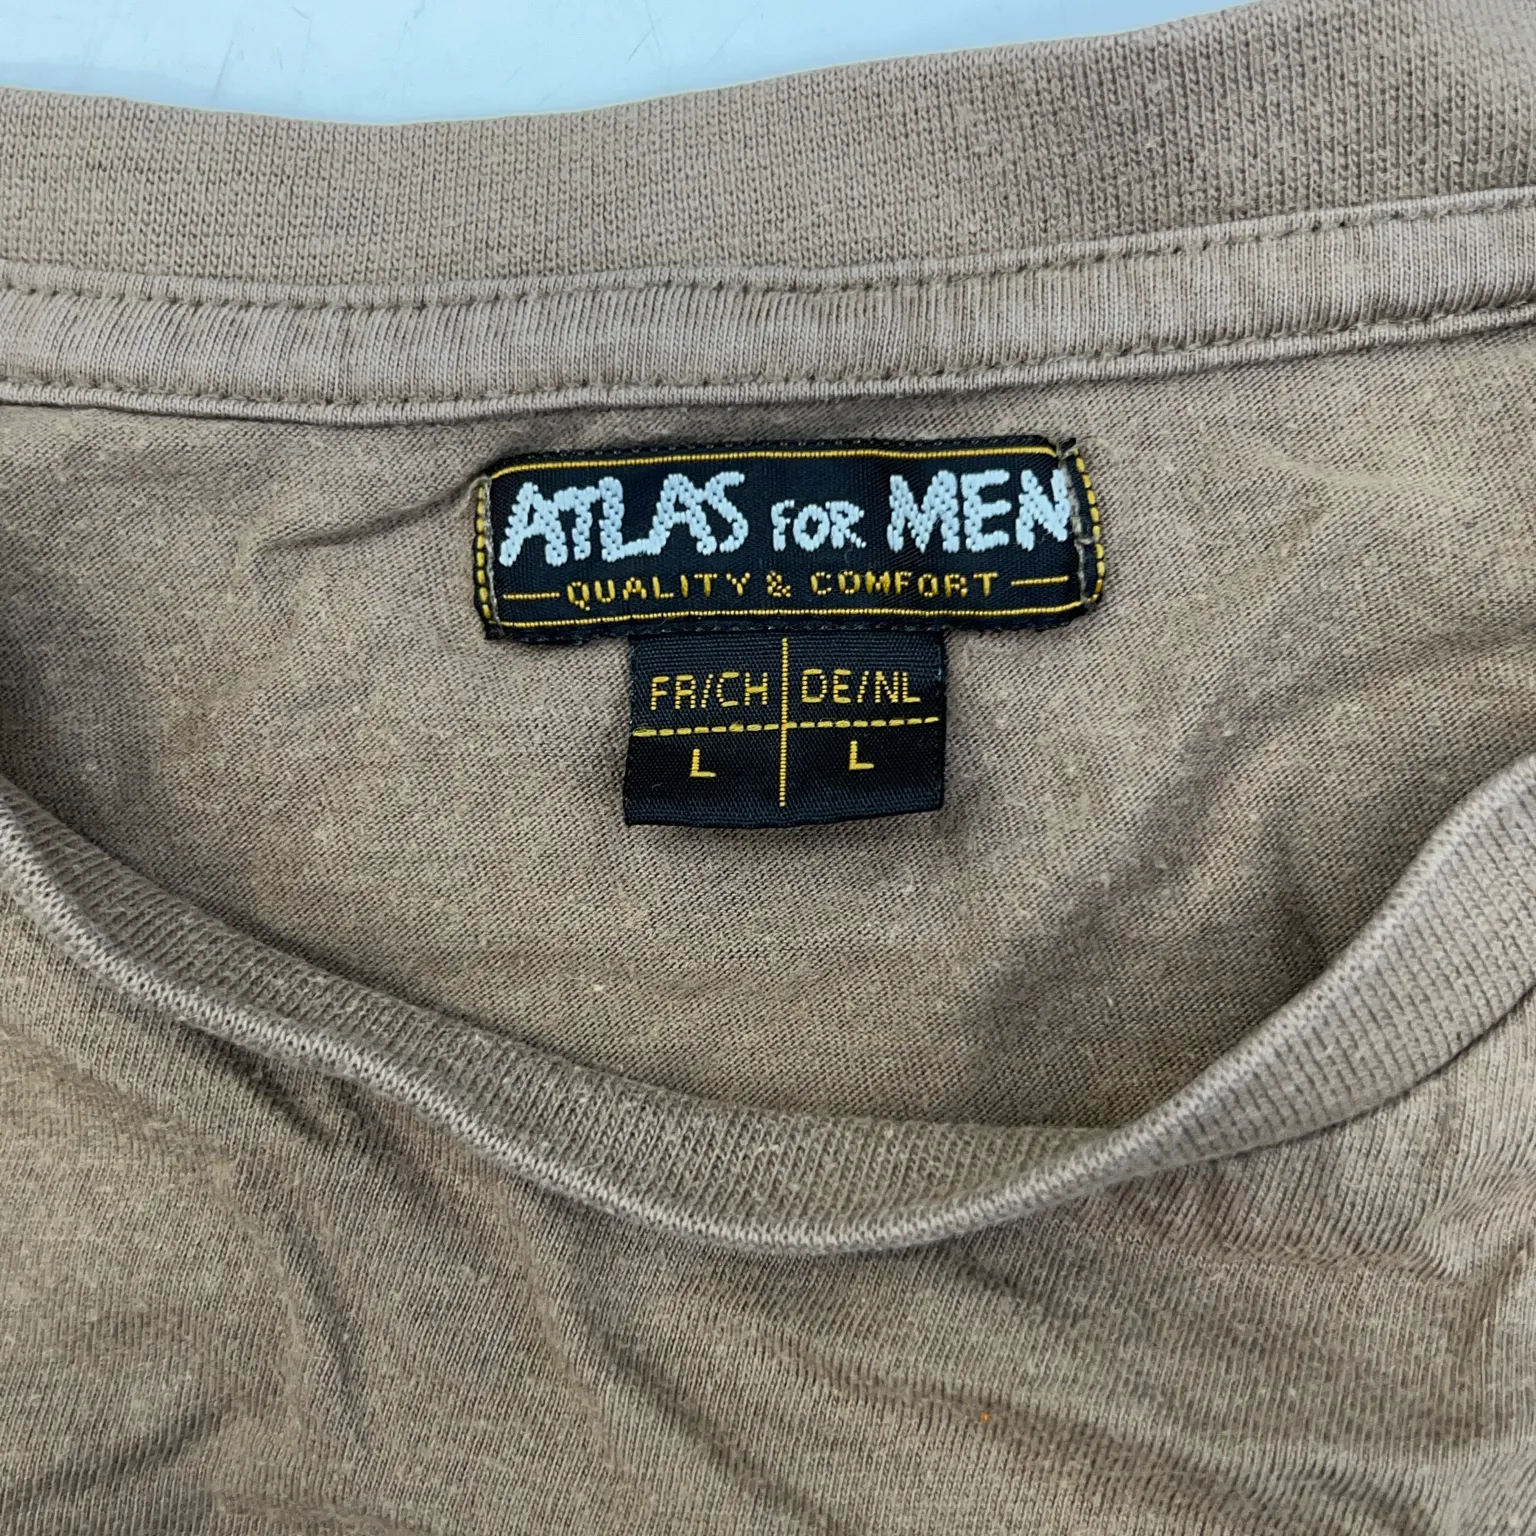 ATLAS FOR MEN
QUALITY & COMFORT
FR/CH DE/NL
L L